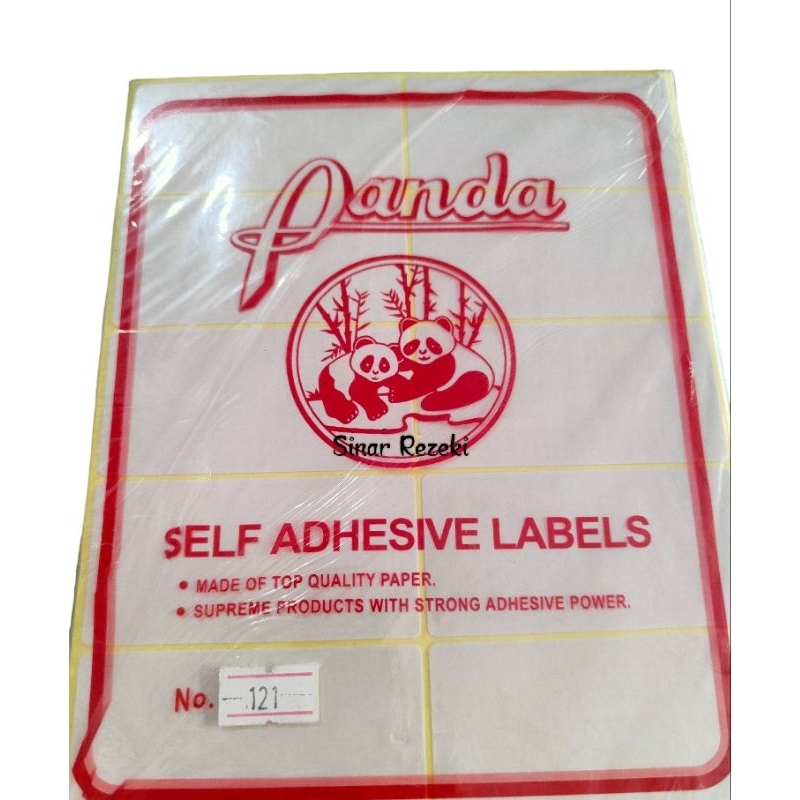 Panda
Sinar Rezeki
SELF ADHESIVE LABELS
• MADE OF TOP QUALITY PAPER.
• SUPREME PRODUCTS WITH STRONG ADHESIVE POWER.
No. 121